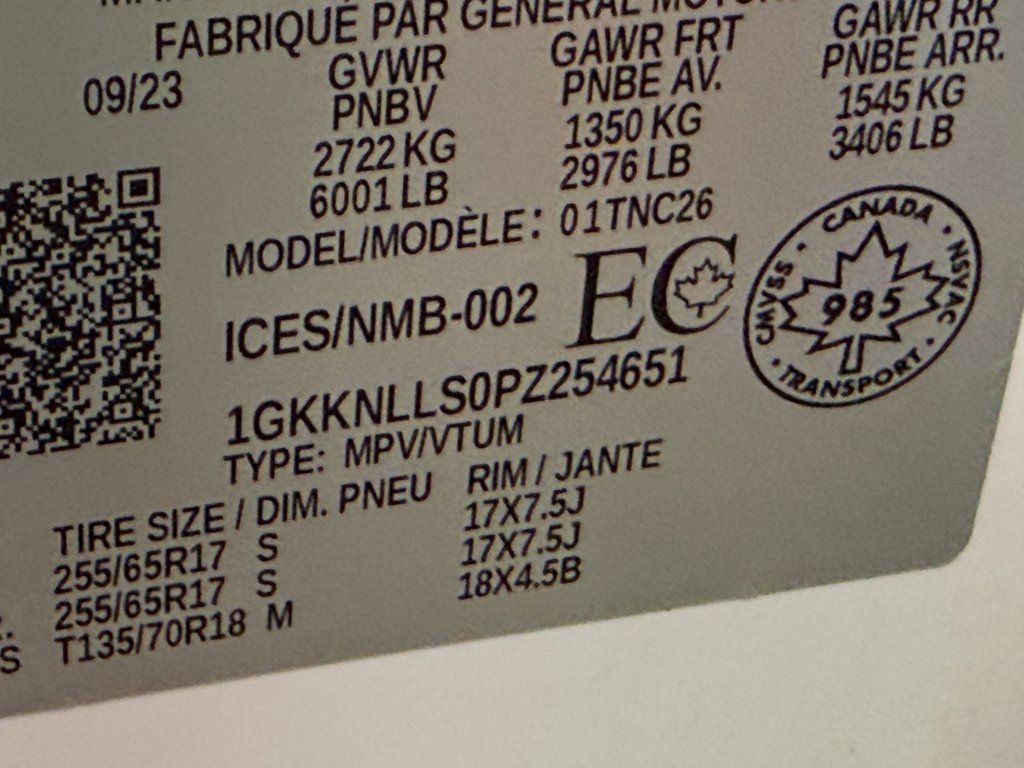 FABRIQUÉ PAR GENERAL MOTORS
09/23 GVWR GAWR FRT GAWR RR
PNBV PNBE AV. PNBE ARR.
2722 KG 1350 KG 1545 KG
6001 LB 2976 LB 3406 LB
MODEL/MODÈLE: 01TNC26
ICES/NMB-002 EC
CANADA
CMVSS 985 NSVAC
TRANSPORT
1GKKNLLS0PZ254651
TYPE: MPV/VTUM
TIRE SIZE / DIM. PNEU RIM / JANTE
255/65R17 S 17X7.5J
255/65R17 S 17X7.5J
T135/70R18 M 18X4.5B